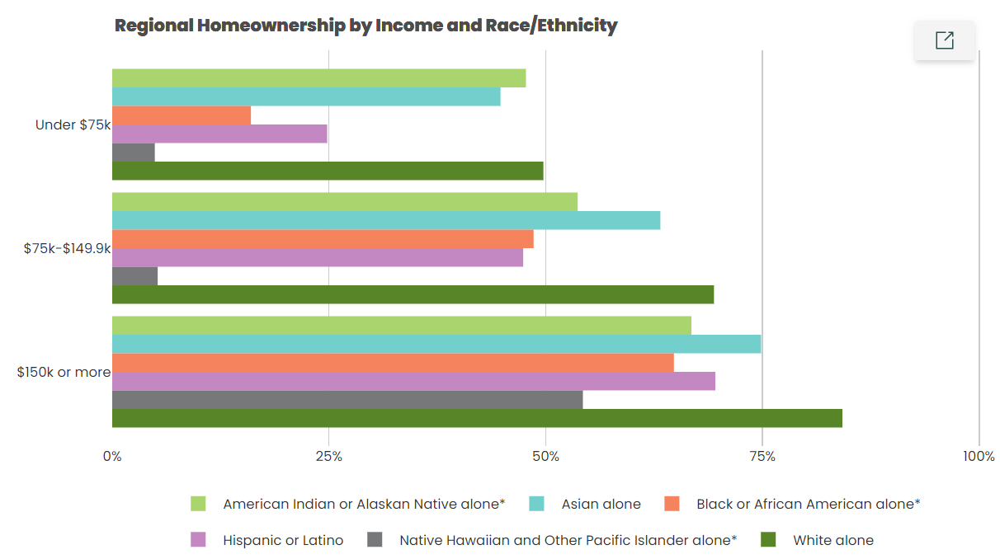 Regional Homeownership by Income and Race/Ethnicity
Under $75k
$75k-$149.9k
$150k or more
0% 25% 50% 75% 100%
American Indian or Alaskan Native alone* Asian alone Black or African American alone*
Hispanic or Latino Native Hawaiian and Other Pacific Islander alone* White alone